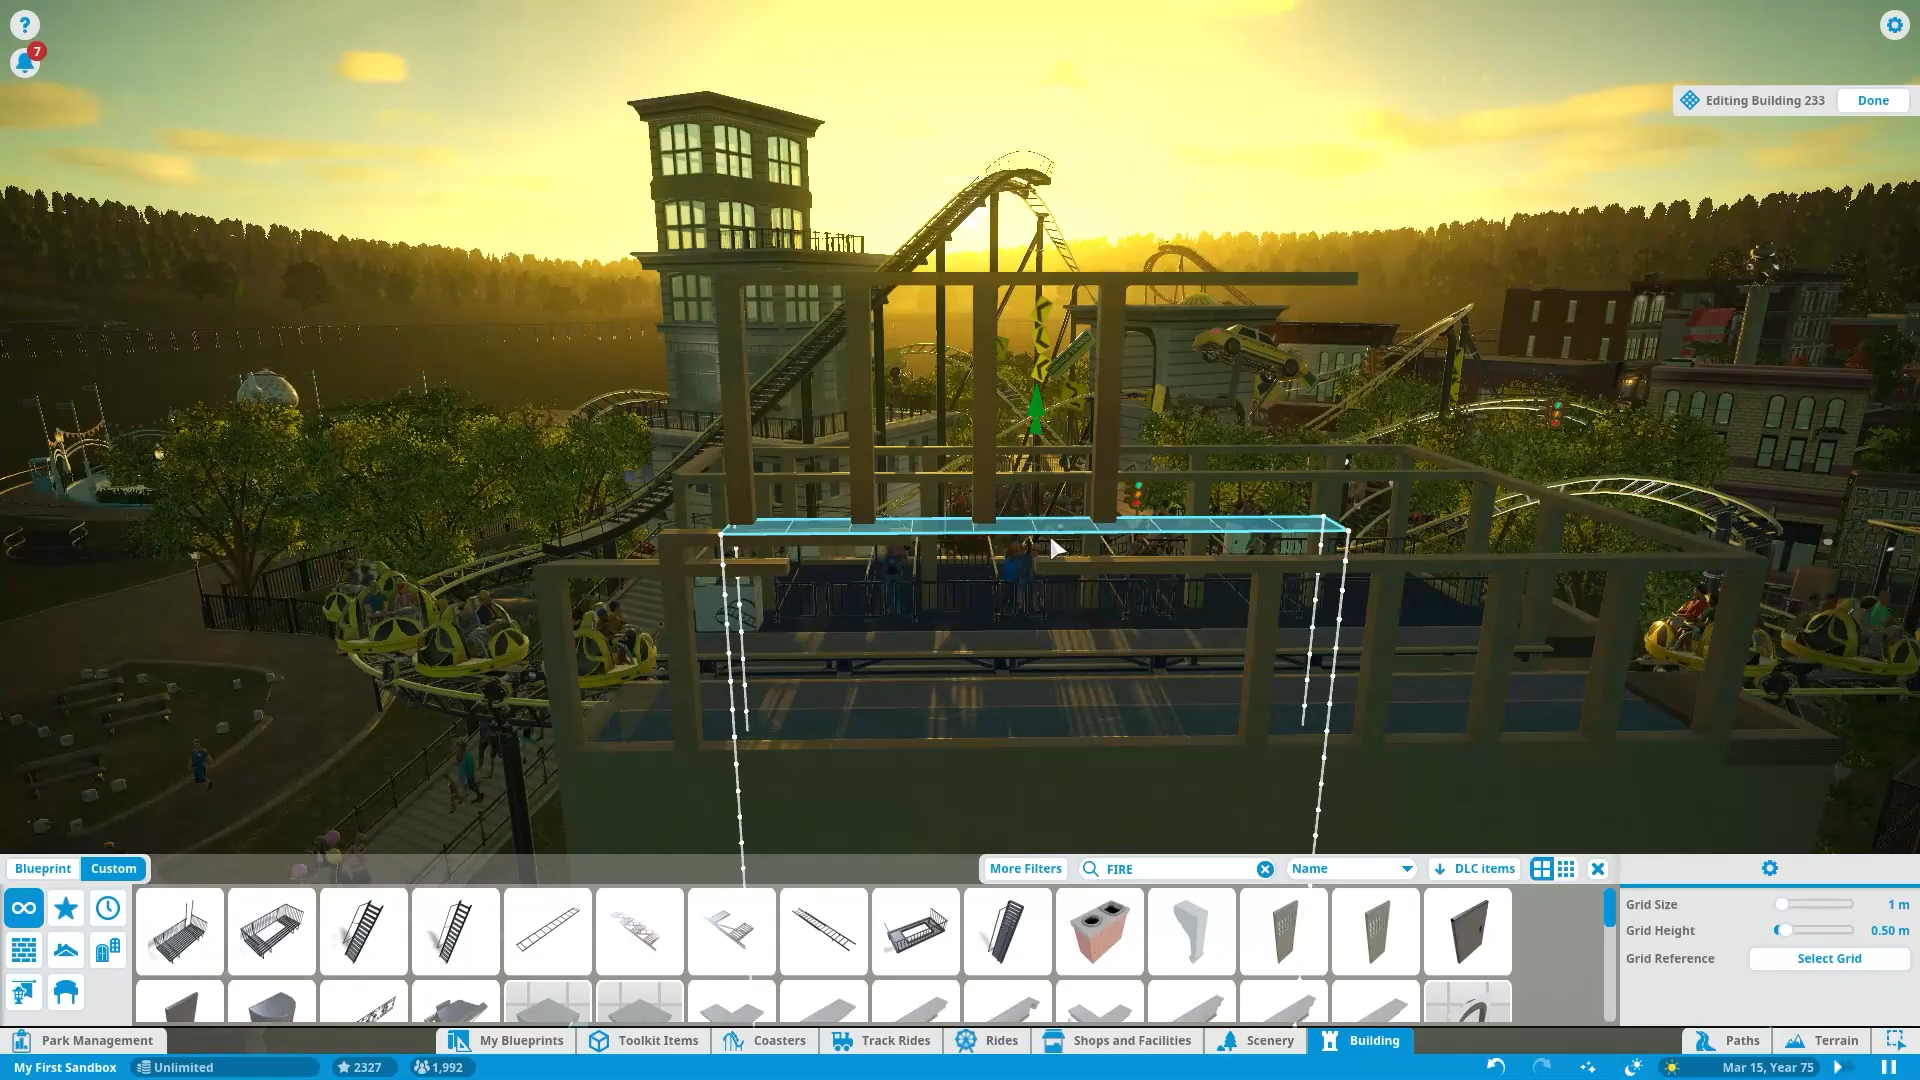 ?
7
Editing Building 233 Done
Blueprint Custom More Filters FIRE Name DLC items
Grid Size 1 m
Grid Height 0.50 m
Grid Reference Select Grid
Park Management My Blueprints Toolkit Items Coasters Track Rides Rides Shops and Facilities Scenery Building Paths Terrain
My First Sandbox Unlimited 2327 1,992 Mar 15, Year 75